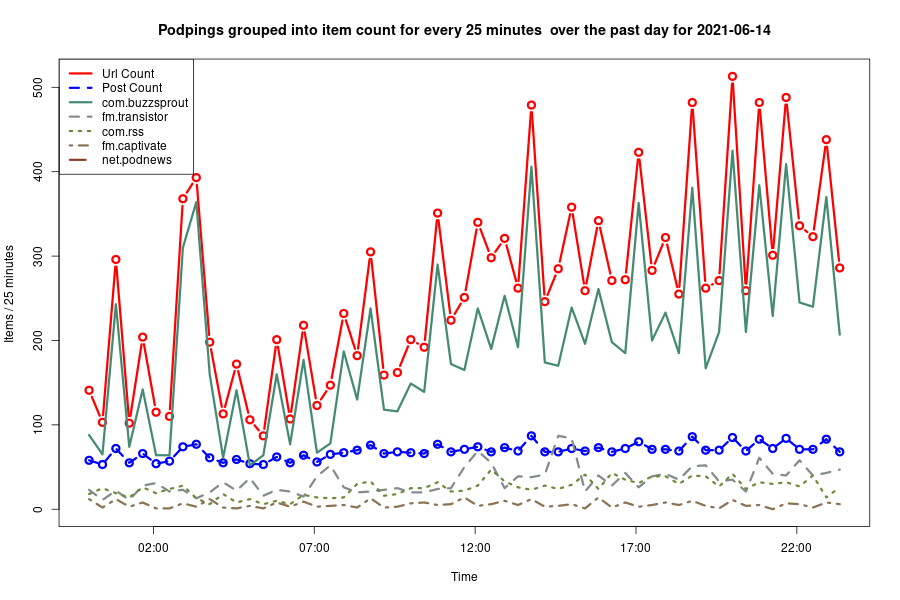 Podpings grouped into item count for every 25 minutes  over the past day for 2021-06-14
Url Count
Post Count
com.buzzsprout
fm.transistor
com.rss
fm.captivate
net.podnews
Items / 25 minutes
500
400
300
200
100
0
02:00 07:00 12:00 17:00 22:00
Time